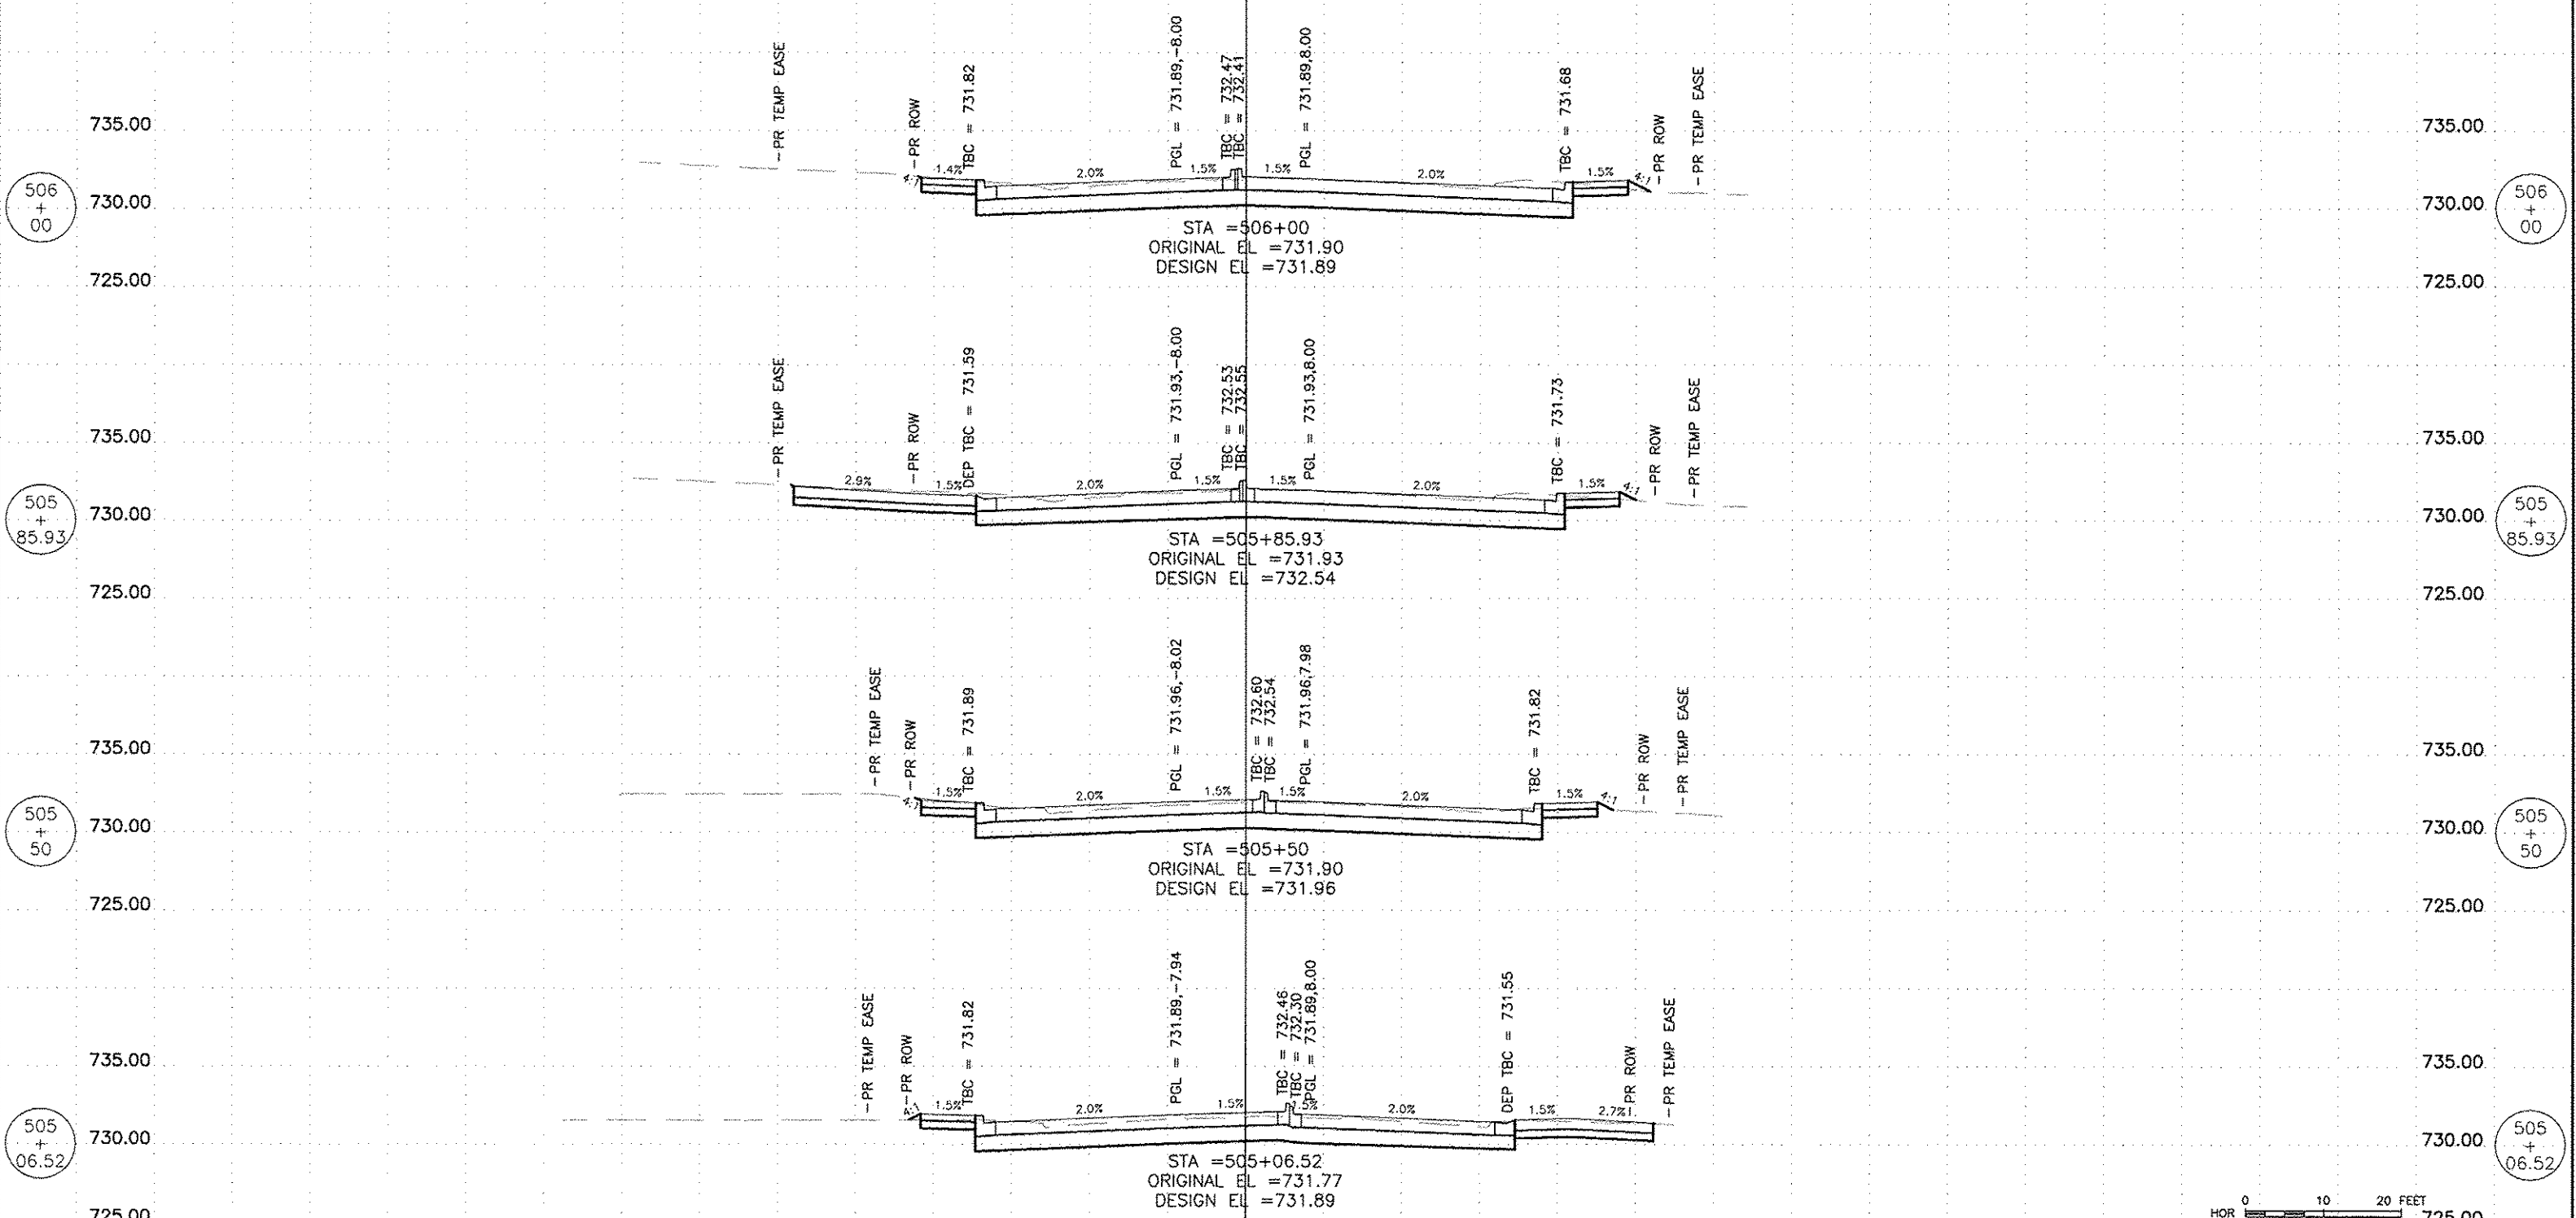 -PR TEMP EASE
-PR ROW
TBC = 731.82
PGL = 731.89,-8.00
TBC = 732.47
TBC = 732.41
PGL = 731.89,8.00
TBC = 731.68
-PR ROW
-PR TEMP EASE
735.00
735.00
4:1
1.4%
2.0%
1.5%
1.5%
2.0%
1.5%
4:1
506
+
00
730.00
730.00
506
+
00
STA =506+00
ORIGINAL EL =731.90
DESIGN EL =731.89
725.00
725.00
-PR TEMP EASE
-PR ROW
DEP TBC = 731.59
PGL = 731.93,-8.00
TBC = 732.53
TBC = 732.55
PGL = 731.93,8.00
TBC = 731.73
-PR ROW
-PR TEMP EASE
735.00
735.00
2.9%
1.5%
2.0%
1.5%
1.5%
2.0%
1.5%
4:1
505
+
85.93
730.00
730.00
505
+
85.93
STA =505+85.93
ORIGINAL EL =731.93
DESIGN EL =732.54
725.00
725.00
-PR TEMP EASE
-PR ROW
TBC = 731.89
PGL = 731.96,-8.02
TBC = 732.60
TBC = 732.54
PGL = 731.96,7.98
TBC = 731.82
-PR ROW
-PR TEMP EASE
735.00
735.00
4:1
1.5%
2.0%
1.5%
1.5%
2.0%
1.5%
4:1
505
+
50
730.00
730.00
505
+
50
STA =505+50
ORIGINAL EL =731.90
DESIGN EL =731.96
725.00
725.00
-PR TEMP EASE
-PR ROW
TBC = 731.82
PGL = 731.89,-7.94
TBC = 732.46
TBC = 732.30
PGL = 731.89,8.00
DEP TBC = 731.55
PR ROW
-PR TEMP EASE
735.00
735.00
4:1
1.5%
2.0%
1.5%
1.5%
2.0%
1.5%
2.7%
505
+
06.52
730.00
730.00
505
+
06.52
STA =505+06.52
ORIGINAL EL =731.77
DESIGN EL =731.89
725.00
725.00
0 10 20 FEET
HOR